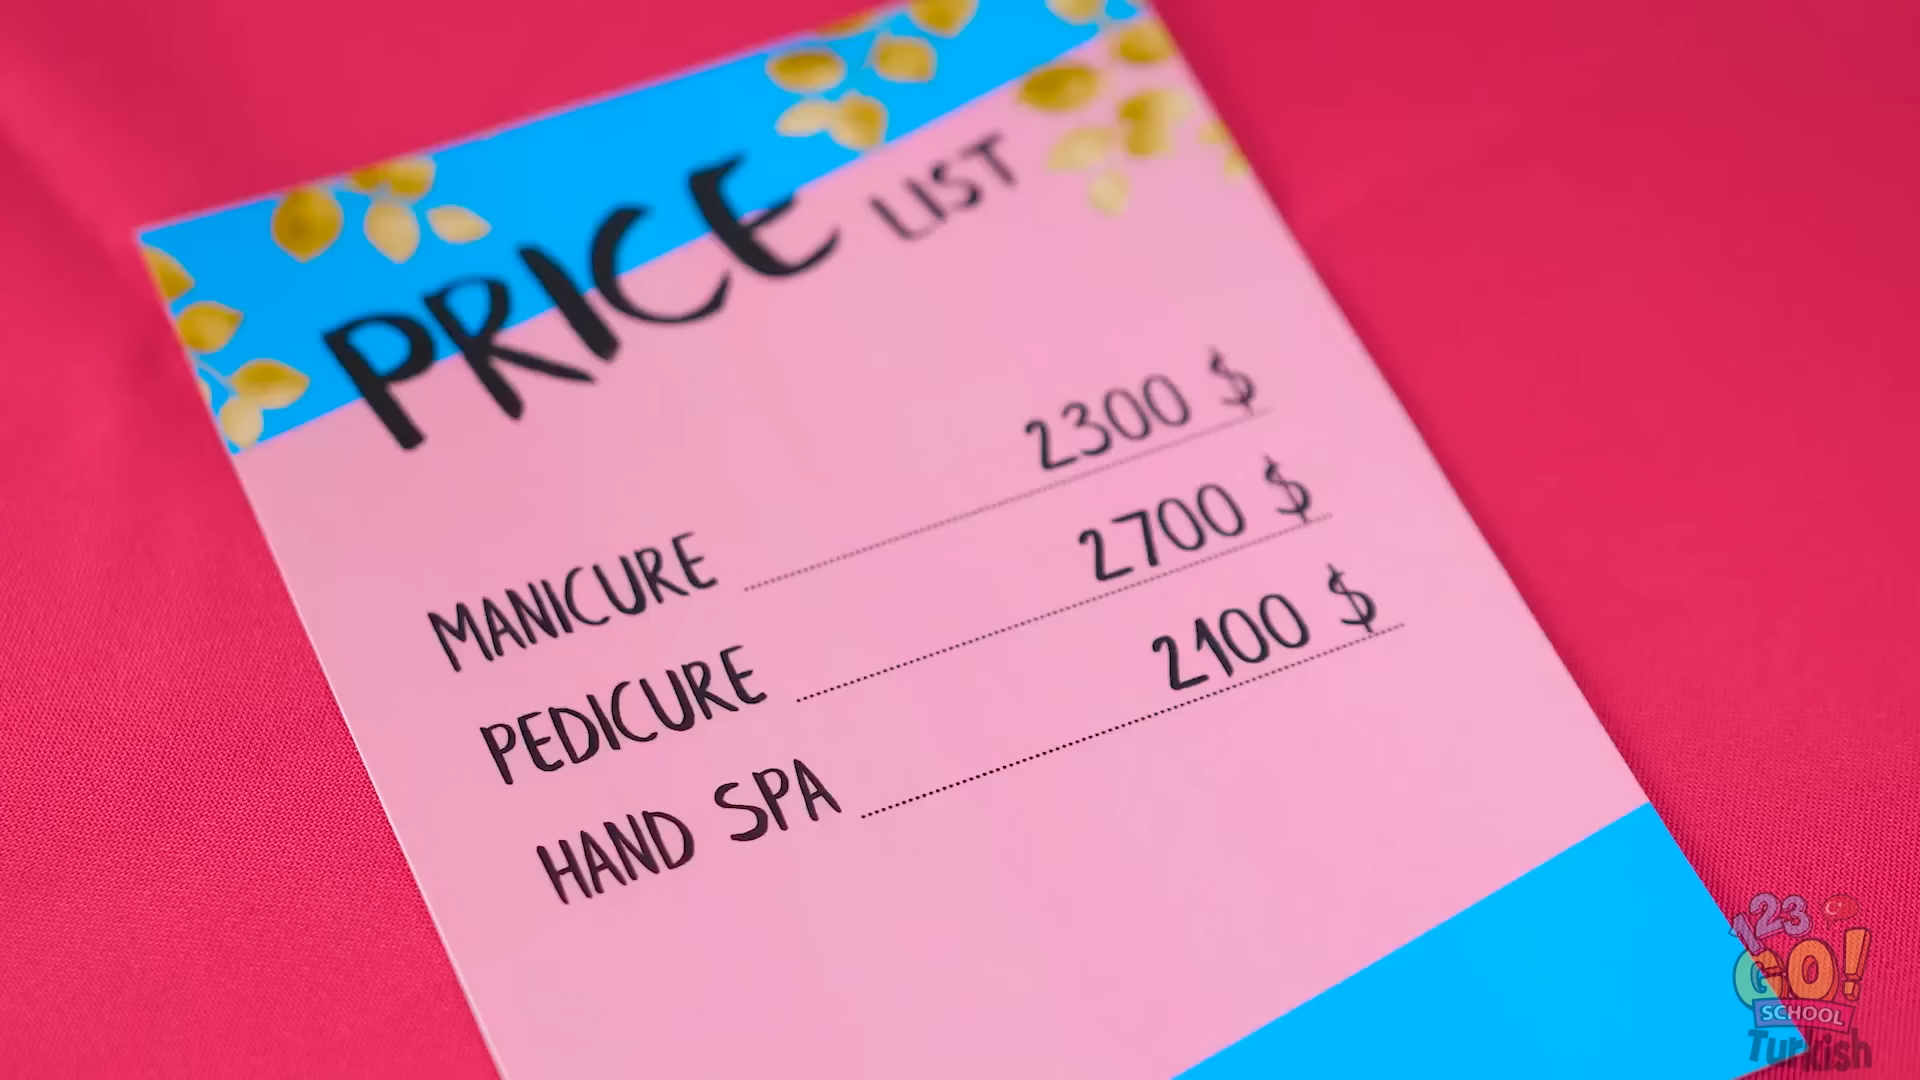 PRICE LIST
MANICURE 2300 $
PEDICURE 2700 $
HAND SPA 2100 $
123
GO!
SCHOOL
Turkish